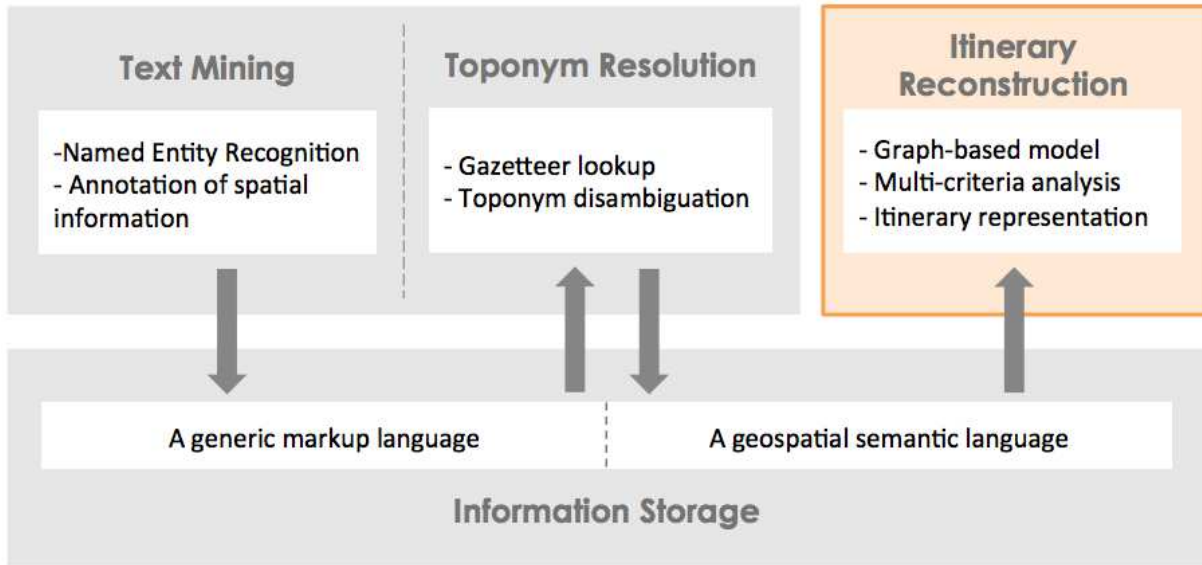 Text Mining
-Named Entity Recognition
- Annotation of spatial
information
Toponym Resolution
- Gazetteer lookup
- Toponym disambiguation
Itinerary
Reconstruction
- Graph-based model
- Multi-criteria analysis
- Itinerary representation
A generic markup language
A geospatial semantic language
Information Storage